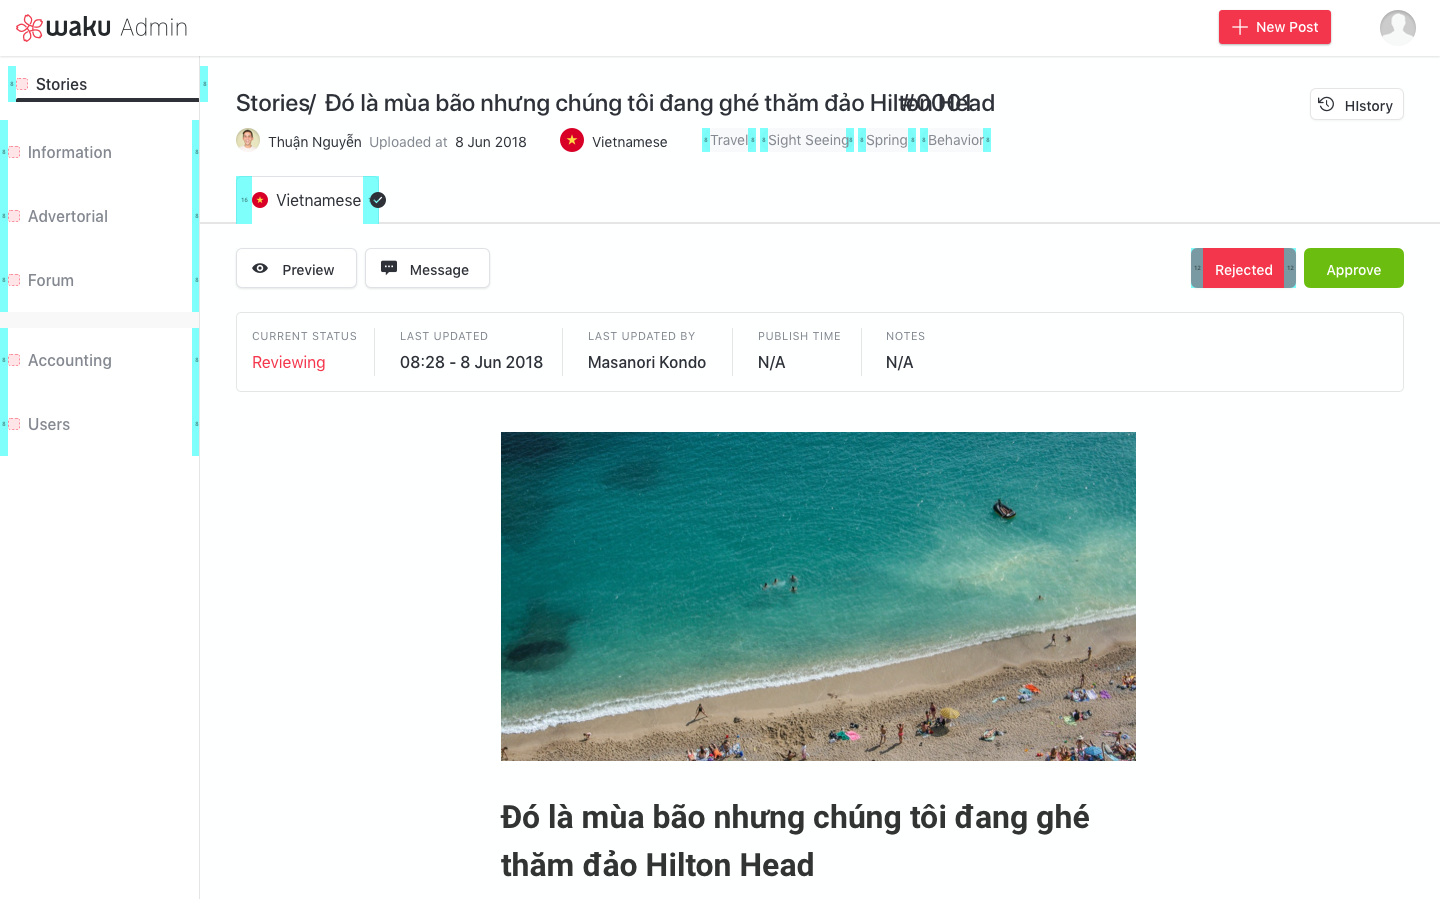 waku Admin
New Post
Stories
Information
Advertorial
Forum
Accounting
Users
Stories/ Đó là mùa bão nhưng chúng tôi đang ghé thăm đảo Hilton Head
#0001
HIstory
Thuận Nguyễn Uploaded at 8 Jun 2018
Vietnamese
Travel
Sight Seeing
Spring
Behavior
16
Vietnamese
Preview
Message
12
Rejected
12
Approve
CURRENT STATUS
Reviewing
LAST UPDATED
08:28 - 8 Jun 2018
LAST UPDATED BY
Masanori Kondo
PUBLISH TIME
N/A
NOTES
N/A
Đó là mùa bão nhưng chúng tôi đang ghé
thăm đảo Hilton Head